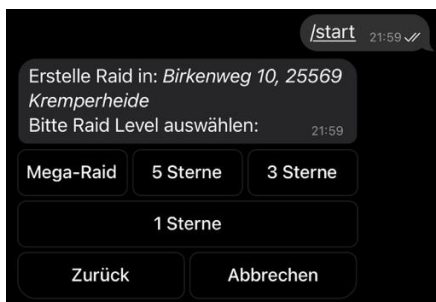 /start 21:59
Erstelle Raid in: Birkenweg 10, 25569
Kremperheide
Bitte Raid Level auswählen: 21:59
Mega-Raid 5 Sterne 3 Sterne
1 Sterne
Zurück Abbrechen